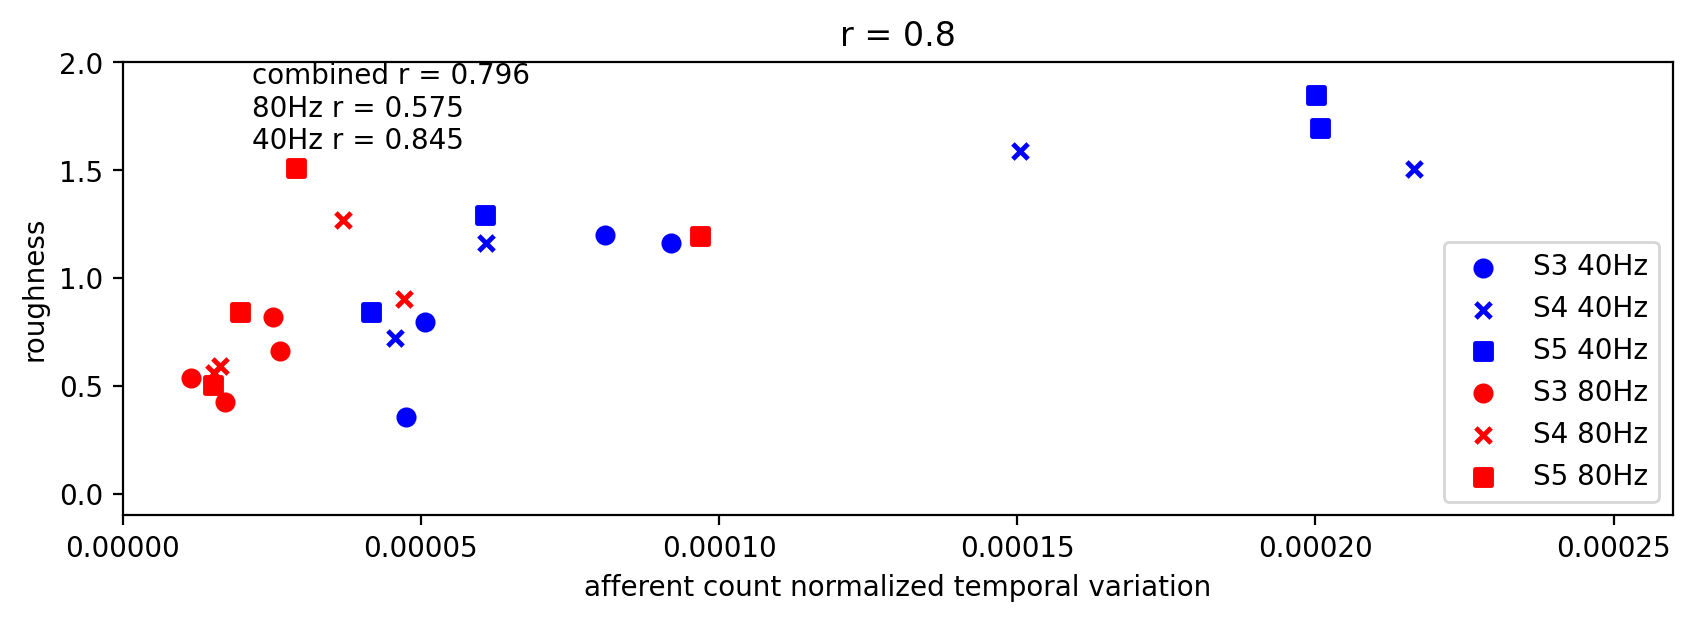 r = 0.8
combined r = 0.796
80Hz r = 0.575
40Hz r = 0.845
roughness
2.0
1.5
1.0
0.5
0.0
S3 40Hz
S4 40Hz
S5 40Hz
S3 80Hz
S4 80Hz
S5 80Hz
0.00000 0.00005 0.00010 0.00015 0.00020 0.00025
afferent count normalized temporal variation